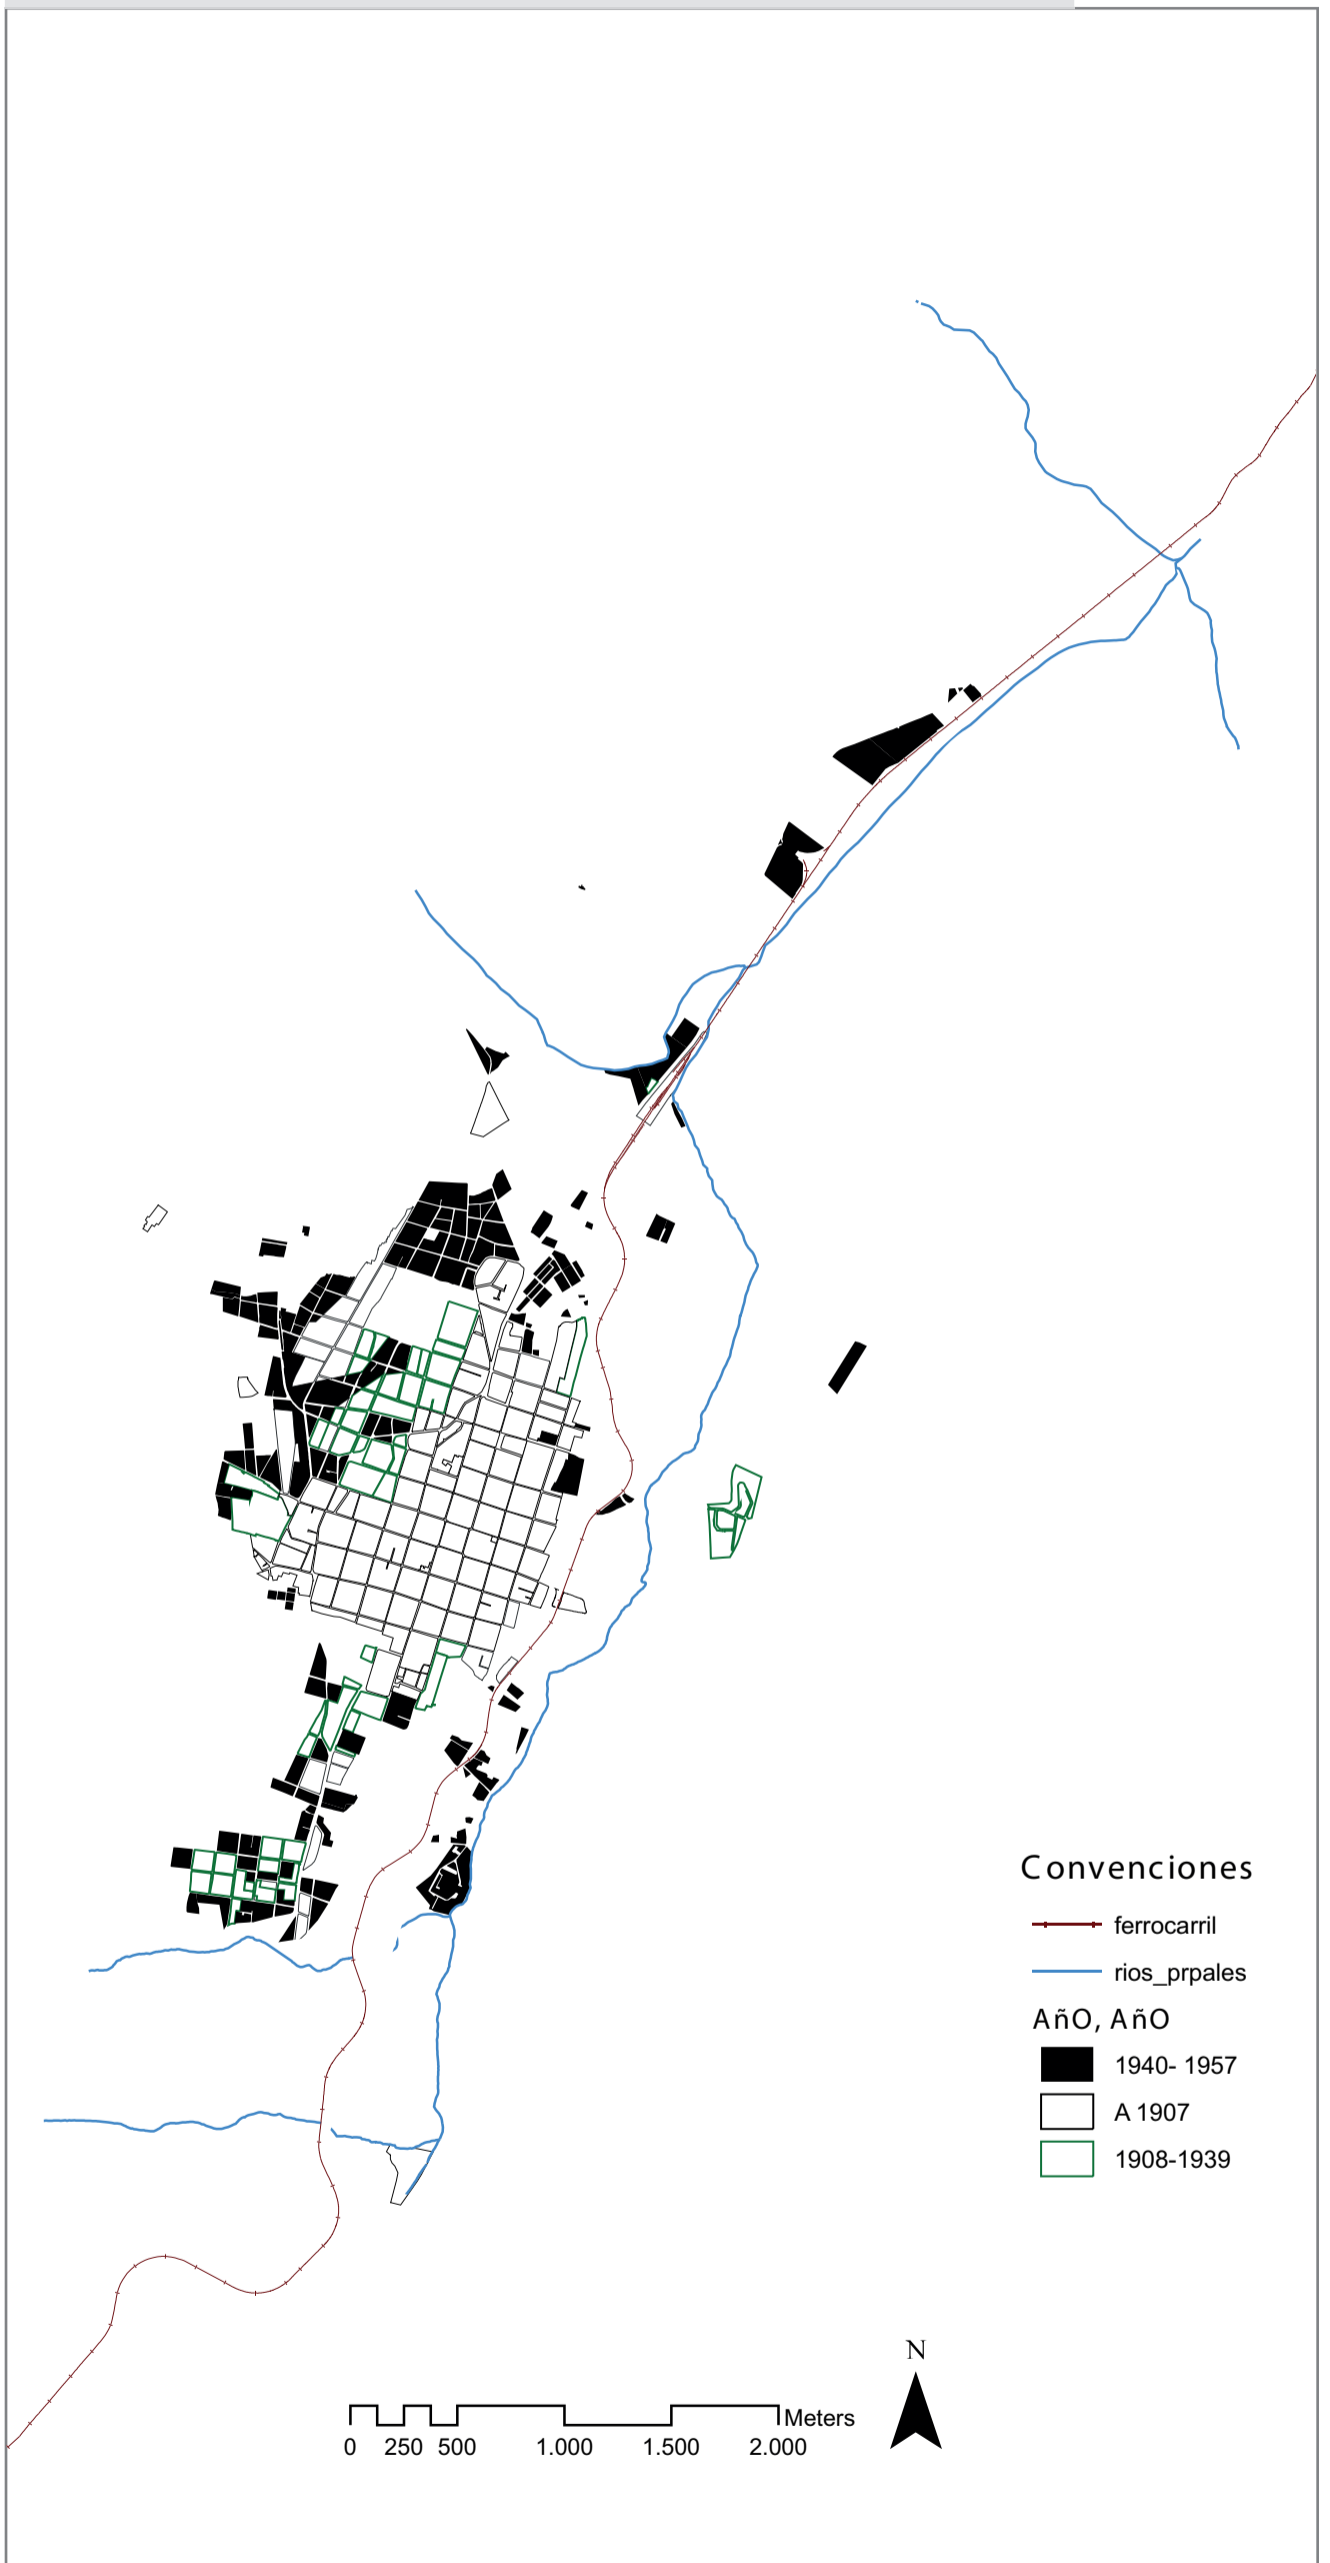 Convenciones
ferrocarril
rios_prpales
AñO, AñO
1940- 1957
A 1907
1908-1939
N
Meters
0 250 500 1.000 1.500 2.000